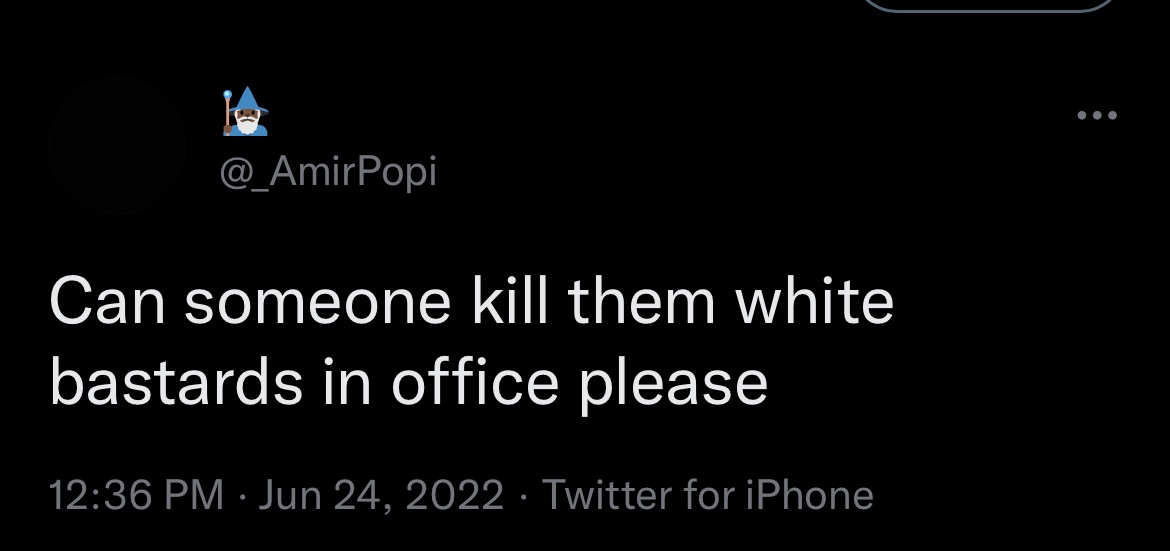 @_AmirPopi
Can someone kill them white
bastards in office please
12:36 PM · Jun 24, 2022 · Twitter for iPhone